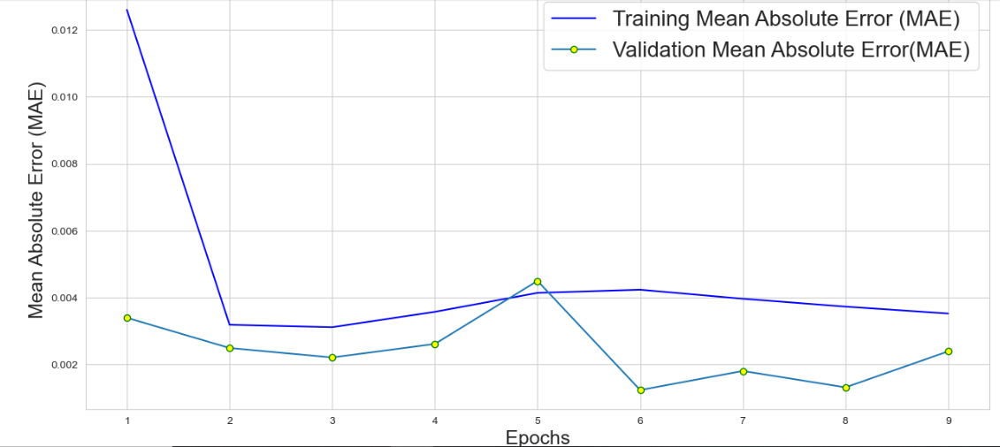 Training Mean Absolute Error (MAE)
Validation Mean Absolute Error(MAE)
Mean Absolute Error (MAE)
0.012
0.010
0.008
0.006
0.004
0.002
1 2 3 4 5 6 7 8 9
Epochs